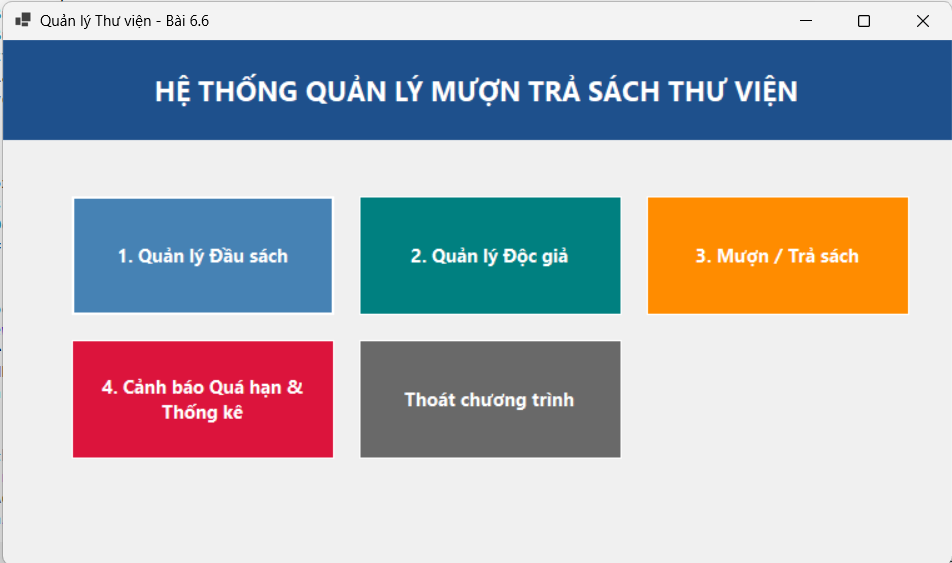 Quản lý Thư viện - Bài 6.6
HỆ THỐNG QUẢN LÝ MƯỢN TRẢ SÁCH THƯ VIỆN
1. Quản lý Đầu sách
2. Quản lý Độc giả
3. Mượn / Trả sách
4. Cảnh báo Quá hạn &
Thống kê
Thoát chương trình